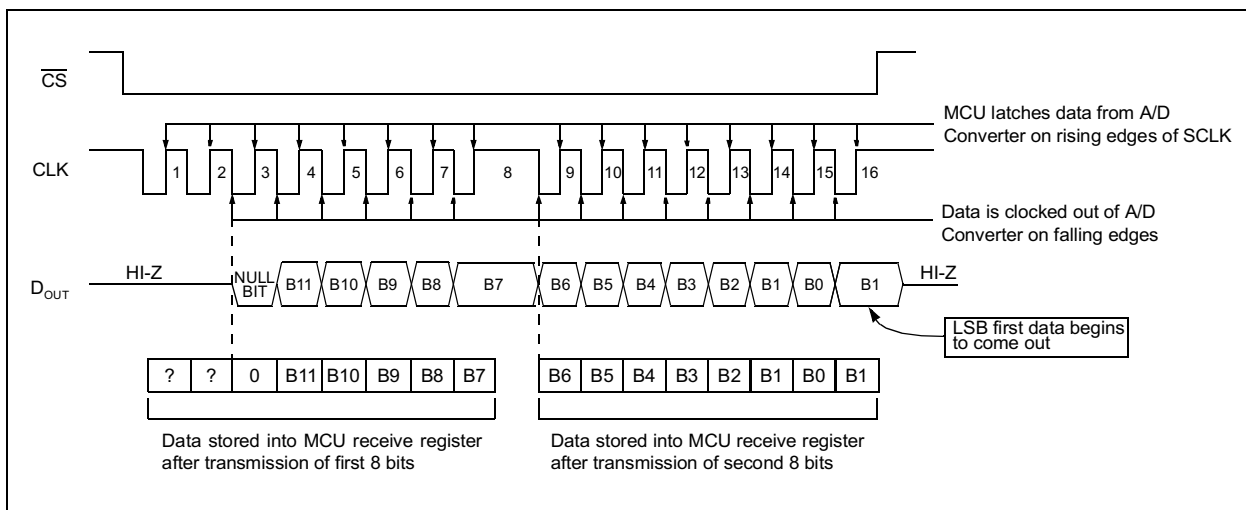 CS
MCU latches data from A/D
Converter on rising edges of SCLK
CLK
1 2 3 4 5 6 7 8 9 10 11 12 13 14 15 16
Data is clocked out of A/D
Converter on falling edges
HI-Z
HI-Z
DOUT
NULL
BIT
B11 B10 B9 B8 B7 B6 B5 B4 B3 B2 B1 B0 B1
LSB first data begins
to come out
? ? 0 B11 B10 B9 B8 B7
B6 B5 B4 B3 B2 B1 B0 B1
Data stored into MCU receive register
after transmission of first 8 bits
Data stored into MCU receive register
after transmission of second 8 bits